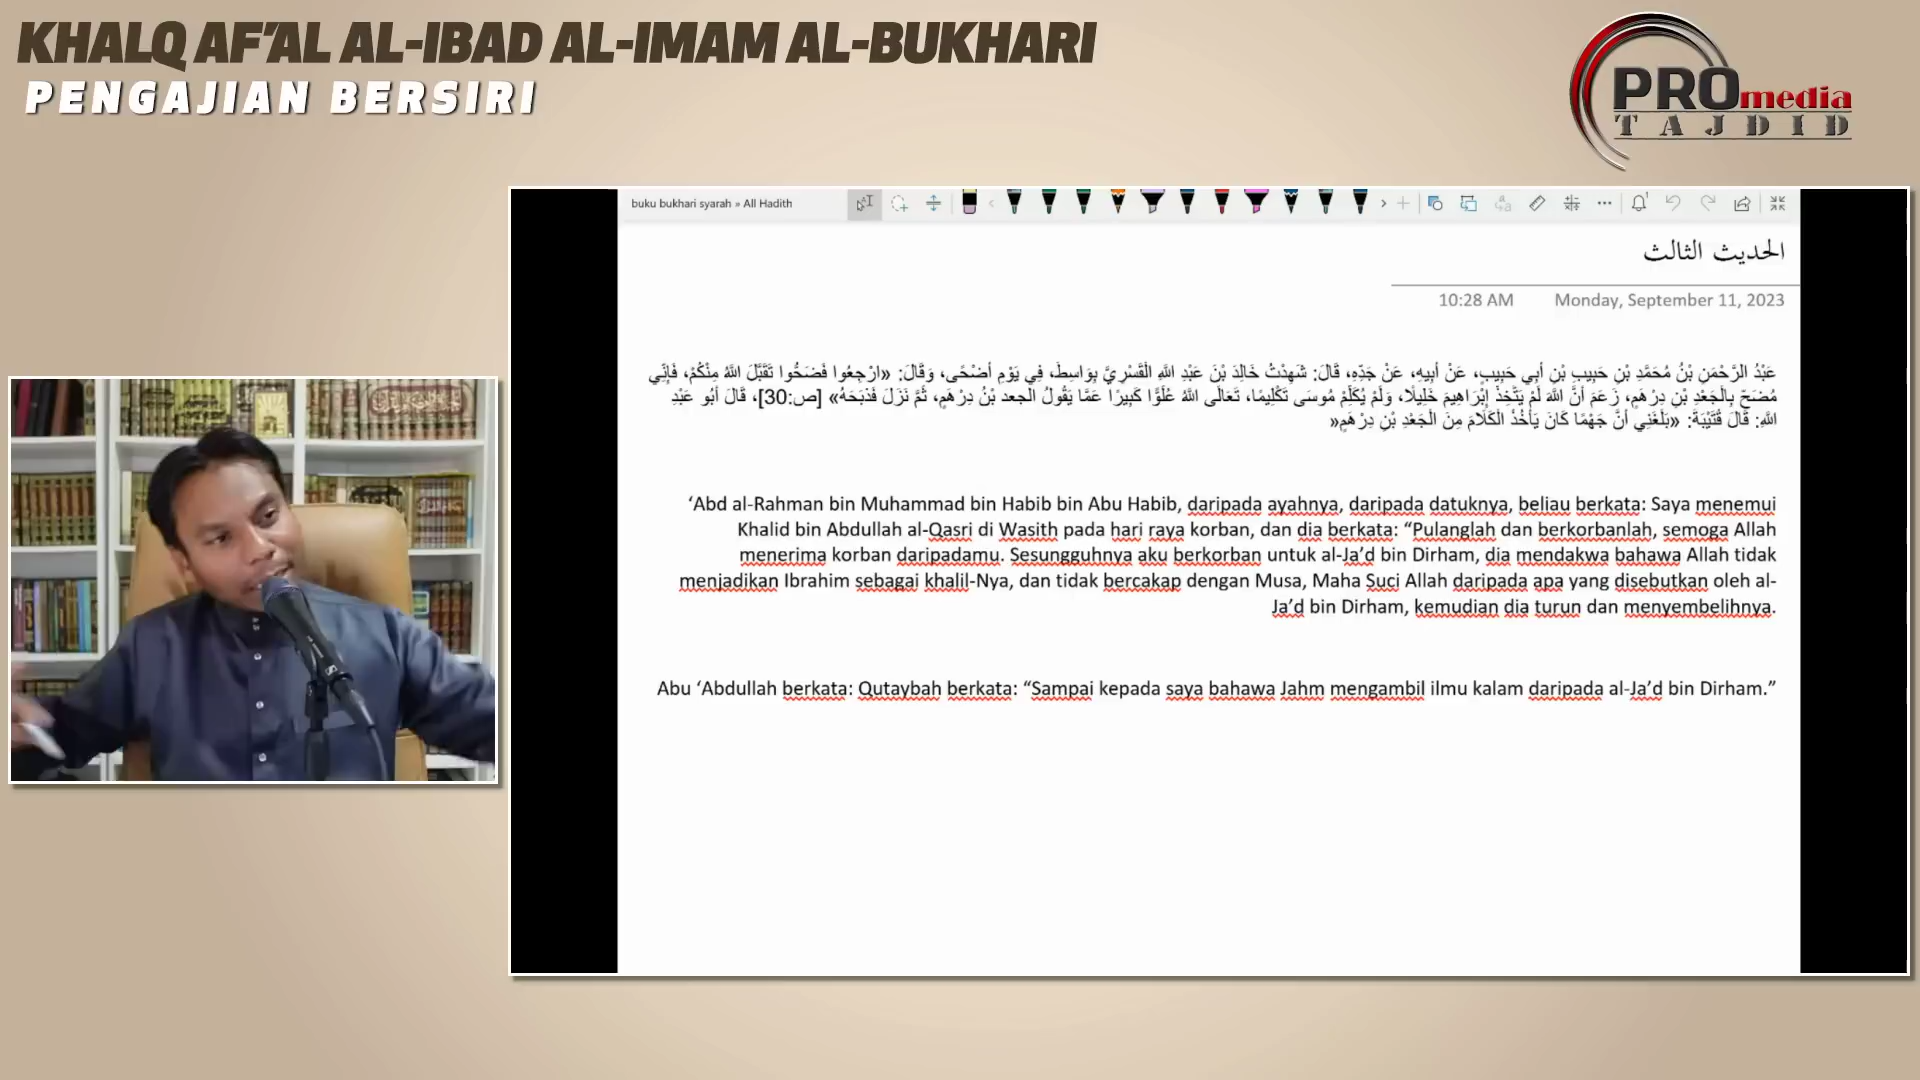 KHALQ AF'AL AL-IBAD AL-IMAM AL-BUKHARI
PENGAJIAN BERSIRI
PROmedia
TAJDID
buku bukhari syarah » All Hadith
الحديث الثالث
10:28 AM Monday, September 11, 2023
عَبْدُ الرَّحْمَنِ بْنُ مُحَمَّدِ بْنِ حَبِيبِ بْنِ أَبِي حَبِيبٍ، عَنْ أَبِيهِ، عَنْ جَدِّهِ، قَالَ: شَهِدْتُ خَالِدَ بْنَ عَبْدِ اللَّهِ الْقَسْرِيَّ بِوَاسِطَ، فِي يَوْمِ أَضْحًى، وَقَالَ: «ارْجِعُوا فَضَحُّوا تَقَبَّلَ اللَّهُ مِنْكُمْ، فَإِنِّي
مُضَحٍّ بِالْجَعْدِ بْنِ دِرْهَمٍ، زَعَمَ أَنَّ اللَّهَ لَمْ يَتَّخِذْ إِبْرَاهِيمَ خَلِيلًا، وَلَمْ يُكَلِّمْ مُوسَى تَكْلِيمًا، تَعَالَى اللَّهُ عُلُوًّا كَبِيرًا عَمَّا يَقُولُ الْجعد بْنُ دِرْهَمٍ، ثُمَّ نَزَلَ فَذَبَحَهُ» [ص:30]، قَالَ أَبُو عَبْدِ
اللَّهِ: قَالَ قُتَيْبَةُ: «بَلَغَنِي أَنَّ جَهْمًا كَانَ يَأْخُذُ الْكَلَامَ مِنَ الْجَعْدِ بْنِ دِرْهَمٍ«
‘Abd al-Rahman bin Muhammad bin Habib bin Abu Habib, daripada ayahnya, daripada datuknya, beliau berkata: Saya menemui
Khalid bin Abdullah al-Qasri di Wasith pada hari raya korban, dan dia berkata: “Pulanglah dan berkorbanlah, semoga Allah
menerima korban daripadamu. Sesungguhnya aku berkorban untuk al-Ja’d bin Dirham, dia mendakwa bahawa Allah tidak
menjadikan Ibrahim sebagai khalil-Nya, dan tidak bercakap dengan Musa, Maha Suci Allah daripada apa yang disebutkan oleh al-
Ja’d bin Dirham, kemudian dia turun dan menyembelihnya.
Abu ‘Abdullah berkata: Qutaybah berkata: “Sampai kepada saya bahawa Jahm mengambil ilmu kalam daripada al-Ja’d bin Dirham.”